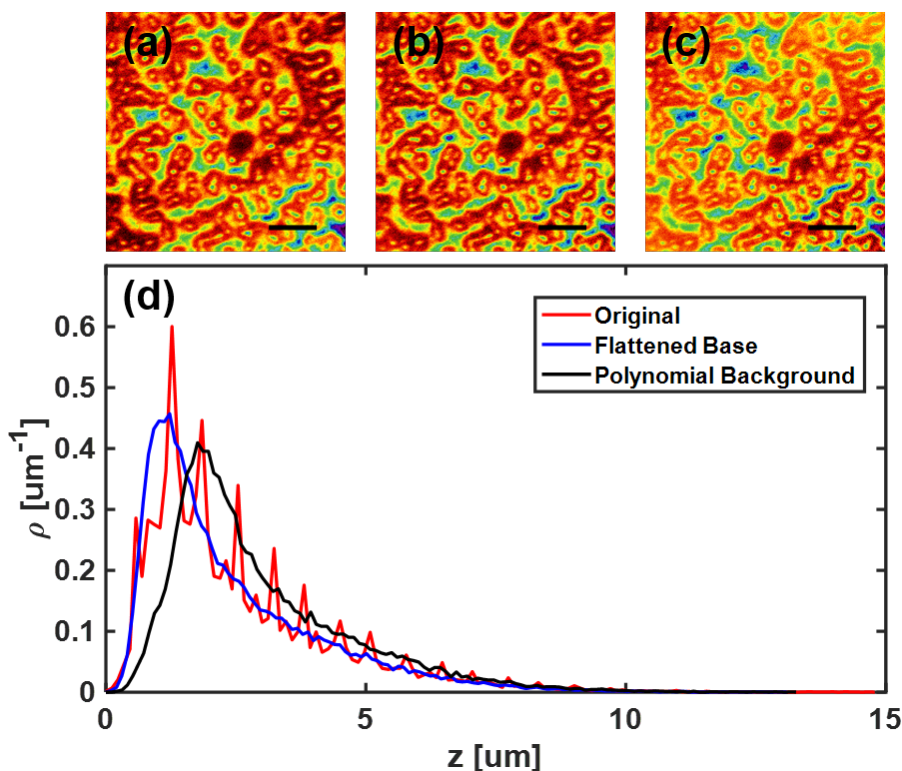 (a) (b) (c)
(d)
Original
Flattened Base
Polynomial Background
0.6
0.5
0.4
0.3
0.2
0.1
0
ρ [um⁻¹]
0 5 10 15
z [um]